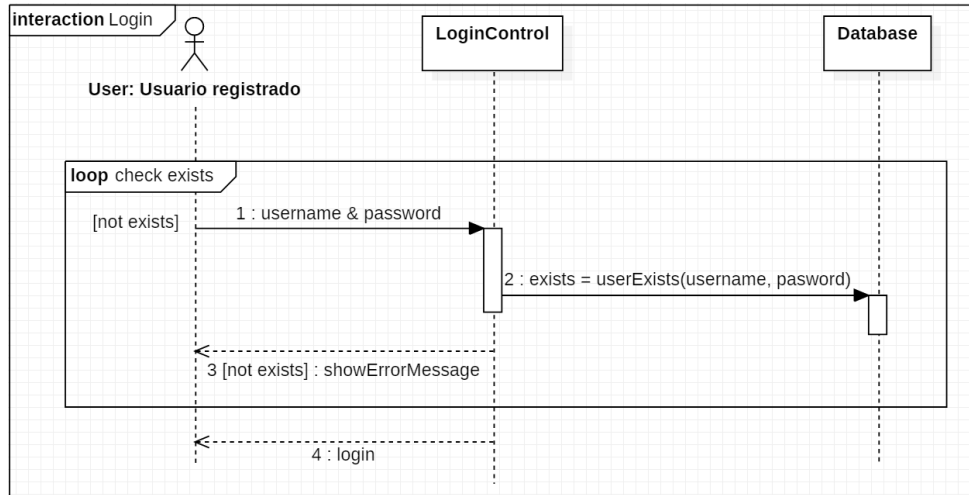 interaction Login
LoginControl
Database
User: Usuario registrado
loop check exists
[not exists]
1 : username & password
2 : exists = userExists(username, pasword)
3 [not exists] : showErrorMessage
4 : login